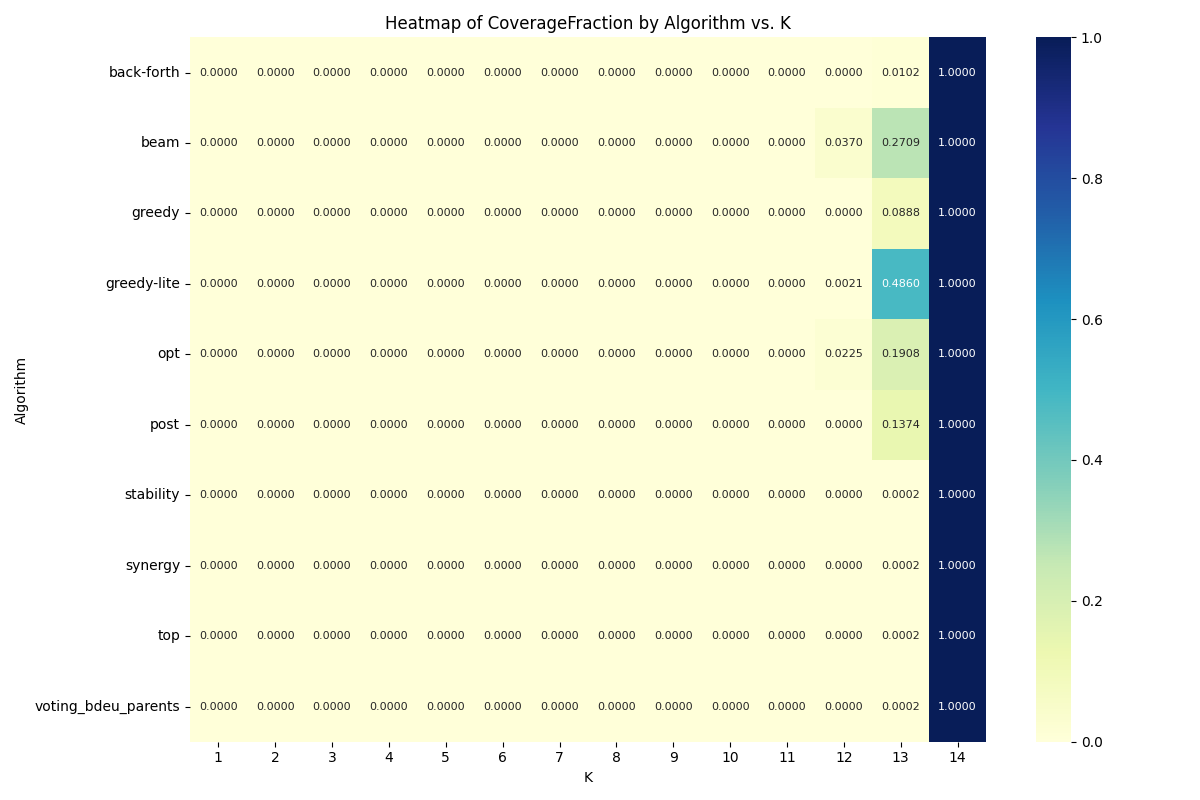 Heatmap of CoverageFraction by Algorithm vs. K
back-forth 0.0000 0.0000 0.0000 0.0000 0.0000 0.0000 0.0000 0.0000 0.0000 0.0000 0.0000 0.0000 0.0102 1.0000
beam 0.0000 0.0000 0.0000 0.0000 0.0000 0.0000 0.0000 0.0000 0.0000 0.0000 0.0000 0.0370 0.2709 1.0000
greedy 0.0000 0.0000 0.0000 0.0000 0.0000 0.0000 0.0000 0.0000 0.0000 0.0000 0.0000 0.0000 0.0888 1.0000
greedy-lite 0.0000 0.0000 0.0000 0.0000 0.0000 0.0000 0.0000 0.0000 0.0000 0.0000 0.0000 0.0021 0.4860 1.0000
opt 0.0000 0.0000 0.0000 0.0000 0.0000 0.0000 0.0000 0.0000 0.0000 0.0000 0.0000 0.0225 0.1908 1.0000
post 0.0000 0.0000 0.0000 0.0000 0.0000 0.0000 0.0000 0.0000 0.0000 0.0000 0.0000 0.0000 0.1374 1.0000
stability 0.0000 0.0000 0.0000 0.0000 0.0000 0.0000 0.0000 0.0000 0.0000 0.0000 0.0000 0.0000 0.0002 1.0000
synergy 0.0000 0.0000 0.0000 0.0000 0.0000 0.0000 0.0000 0.0000 0.0000 0.0000 0.0000 0.0000 0.0002 1.0000
top 0.0000 0.0000 0.0000 0.0000 0.0000 0.0000 0.0000 0.0000 0.0000 0.0000 0.0000 0.0000 0.0002 1.0000
voting_bdeu_parents 0.0000 0.0000 0.0000 0.0000 0.0000 0.0000 0.0000 0.0000 0.0000 0.0000 0.0000 0.0000 0.0002 1.0000
1 2 3 4 5 6 7 8 9 10 11 12 13 14
K
Algorithm
1.0
0.8
0.6
0.4
0.2
0.0